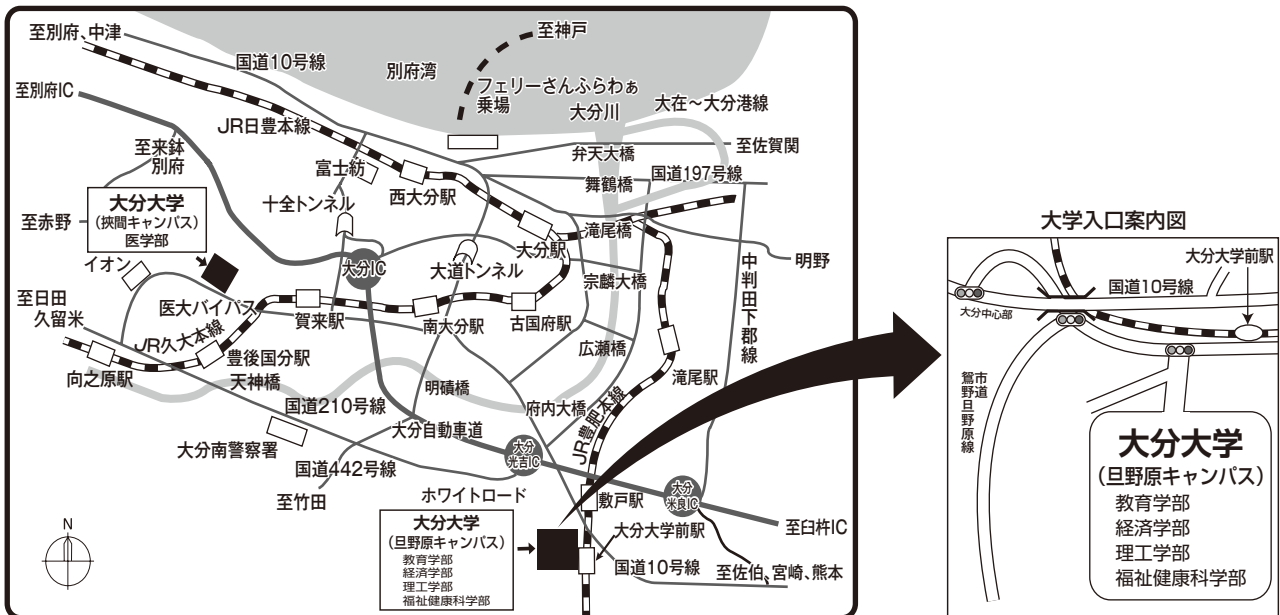 至別府、中津
国道10号線
至神戸
別府湾
フェリーさんふらわぁ
乗場
大分川
大在～大分港線
至別府IC
JR日豊本線
至来鉢
別府
富士紡
弁天大橋
至佐賀関
国道197号線
舞鶴橋
西大分駅
大分大学
(挾間キャンパス)
医学部
至赤野
十全トンネル
滝尾橋
大分駅
大道トンネル
大分IC
宗麟大橋
明野
中判田下郡線
イオン
至日田
久留米
医大バイパス
賀来駅
南大分駅
古国府駅
JR久大本線
豊後国分駅
広瀬橋
向之原駅
天神橋
明磧橋
滝尾駅
国道210号線
府内大橋
JR豊肥本線
大分自動車道
大分南警察署
国道442号線
大分
光吉IC
至竹田
ホワイトロード
敷戸駅
大分
米良IC
大分大学
(旦野原キャンパス)
教育学部
経済学部
理工学部
福祉健康科学部
大分大学前駅
至臼杵IC
国道10号線
至佐伯、宮崎、熊本
N
大学入口案内図
大分大学前駅
国道10号線
大分中心部
市道
鴛野旦野原線
大分大学
(旦野原キャンパス)
教育学部
経済学部
理工学部
福祉健康科学部